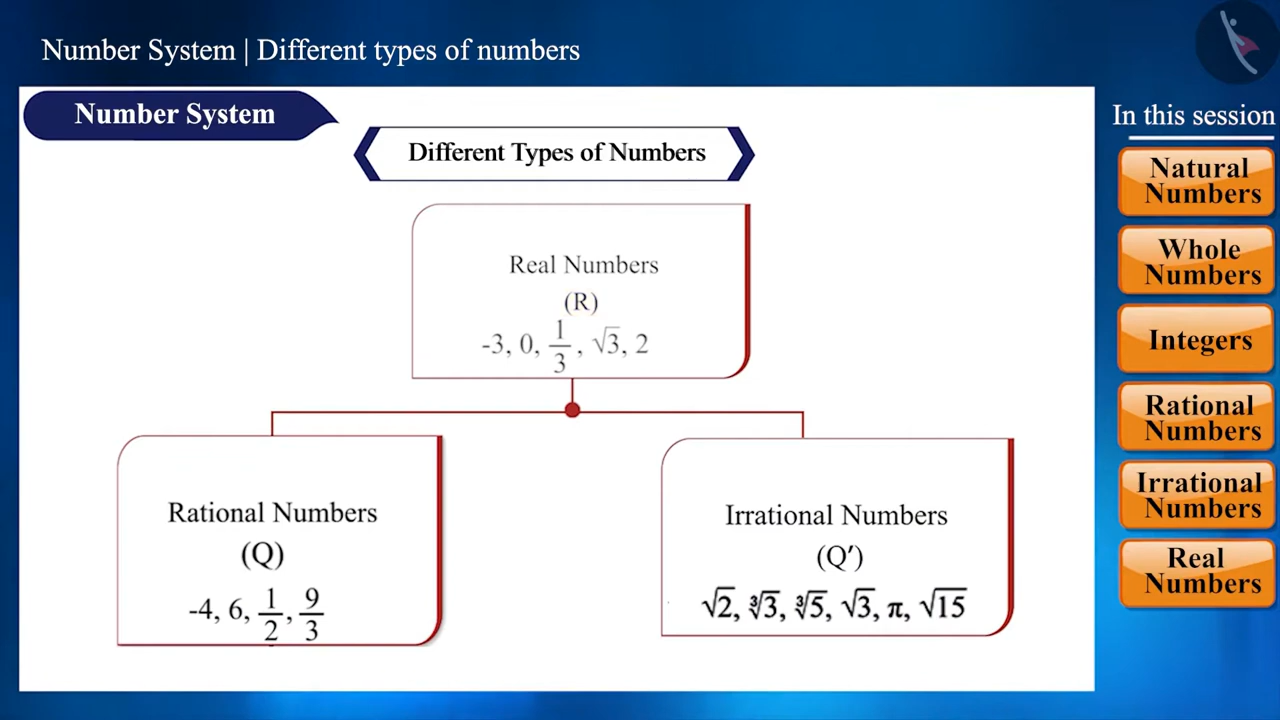 Number System | Different types of numbers
Number System
Different Types of Numbers
Real Numbers
(R)
-3, 0, 1/3, √3, 2
Rational Numbers
(Q)
-4, 6, 1/2, 9/3
Irrational Numbers
(Q′)
√2, ∛3, ∛5, √3, π, √15
In this session
Natural
Numbers
Whole
Numbers
Integers
Rational
Numbers
Irrational
Numbers
Real
Numbers